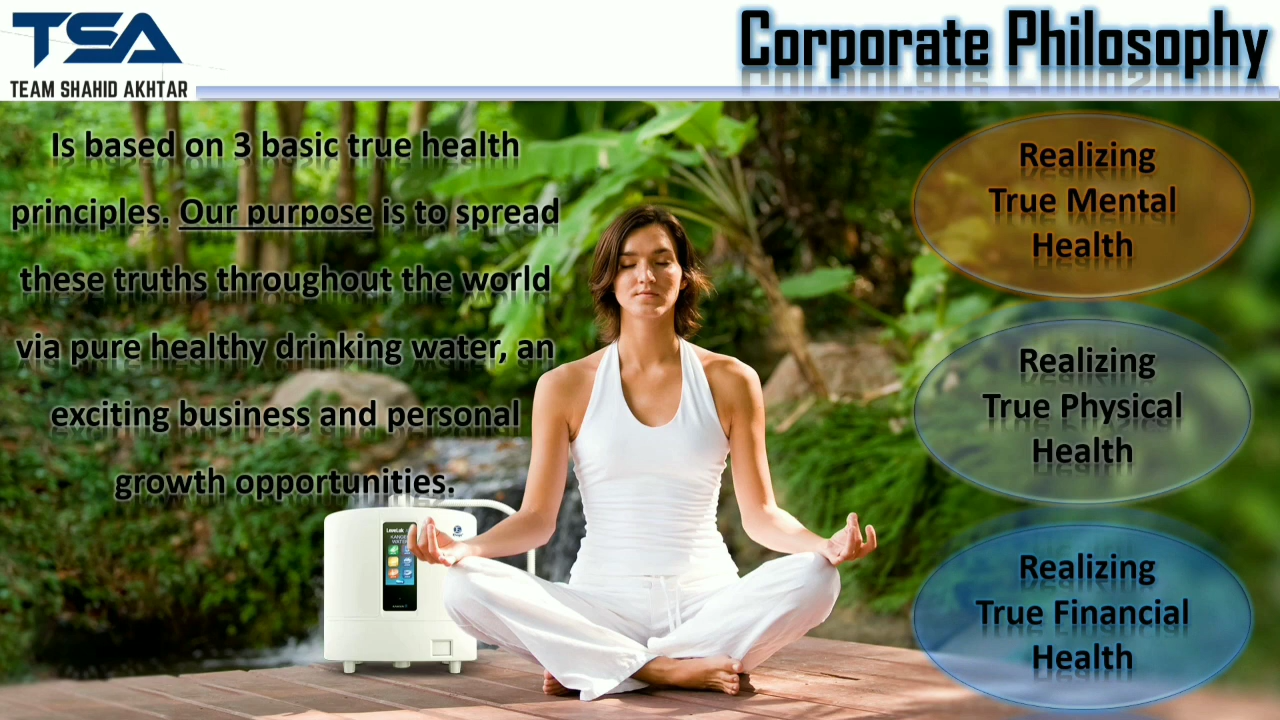 TSA
TEAM SHAHID AKHTAR
Corporate Philosophy
Is based on 3 basic true health
principles. Our purpose is to spread
these truths throughout the world
via pure healthy drinking water, an
exciting business and personal
growth opportunities.
Realizing
True Mental
Health
Realizing
True Physical
Health
Realizing
True Financial
Health
KANGEN
WATER